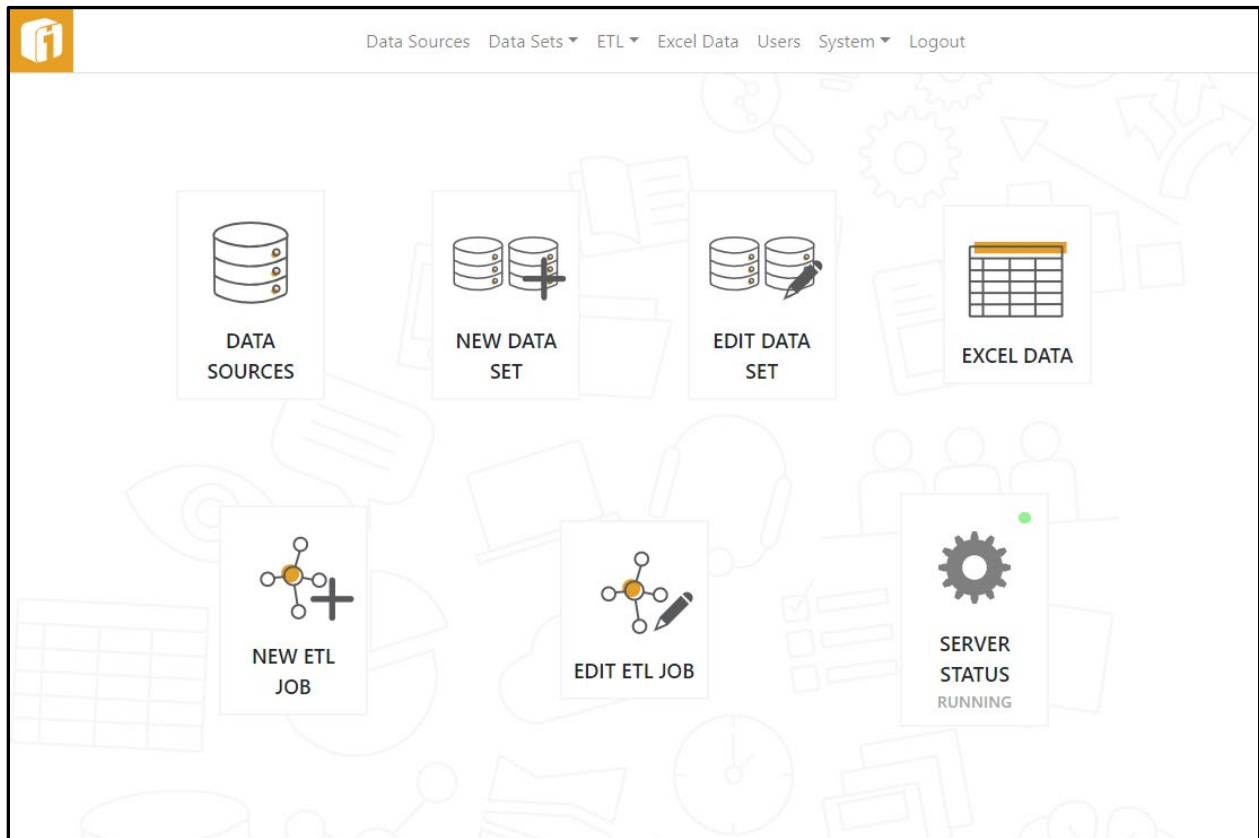 Data Sources Data Sets ETL Excel Data Users System Logout
DATA
SOURCES
NEW DATA
SET
EDIT DATA
SET
EXCEL DATA
NEW ETL
JOB
EDIT ETL JOB
SERVER
STATUS
RUNNING